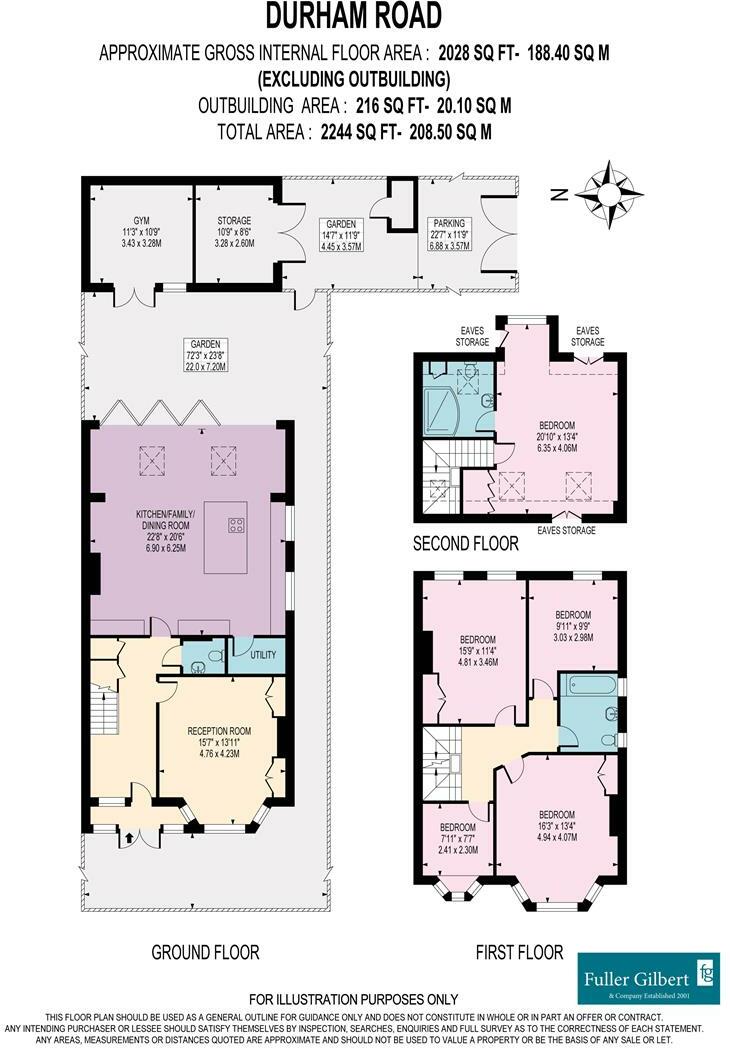 DURHAM ROAD
APPROXIMATE GROSS INTERNAL FLOOR AREA : 2028 SQ FT- 188.40 SQ M
(EXCLUDING OUTBUILDING)
OUTBUILDING AREA : 216 SQ FT- 20.10 SQ M
TOTAL AREA : 2244 SQ FT- 208.50 SQ M
N
GYM
11'3" x 10'9"
3.43 x 3.28M
STORAGE
10'9" x 8'6"
3.28 x 2.60M
GARDEN
14'7" x 11'9"
4.45 x 3.57M
PARKING
22'7" x 11'9"
6.88 x 3.57M
GARDEN
72'3" x 23'8"
22.0 x 7.20M
KITCHEN/FAMILY/
DINING ROOM
22'8" x 20'6"
6.90 x 6.25M
UTILITY
RECEPTION ROOM
15'7" x 13'11"
4.76 x 4.23M
GROUND FLOOR
EAVES
STORAGE
EAVES
STORAGE
BEDROOM
20'10" x 13'4"
6.35 x 4.06M
EAVES STORAGE
SECOND FLOOR
BEDROOM
15'9" x 11'4"
4.81 x 3.46M
BEDROOM
9'11" x 9'9"
3.03 x 2.98M
BEDROOM
7'11" x 7'7"
2.41 x 2.30M
BEDROOM
16'3" x 13'4"
4.94 x 4.07M
FIRST FLOOR
Fuller Gilbert
fg
& Company Established 2001
FOR ILLUSTRATION PURPOSES ONLY
THIS FLOOR PLAN SHOULD BE USED AS A GENERAL OUTLINE FOR GUIDANCE ONLY AND DOES NOT CONSTITUTE IN WHOLE OR IN PART AN OFFER OR CONTRACT.
ANY INTENDING PURCHASER OR LESSEE SHOULD SATISFY THEMSELVES BY INSPECTION, SEARCHES, ENQUIRIES AND FULL SURVEY AS TO THE CORRECTNESS OF EACH STATEMENT.
ANY AREAS, MEASUREMENTS OR DISTANCES QUOTED ARE APPROXIMATE AND SHOULD NOT BE USED TO VALUE A PROPERTY OR BE THE BASIS OF ANY SALE OR LET.